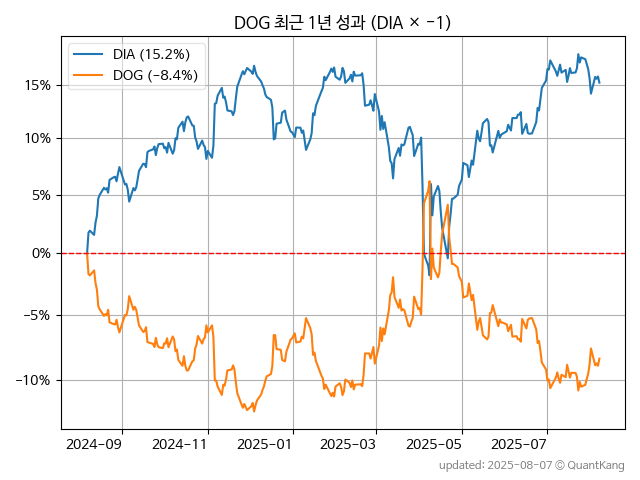 DOG 최근 1년 성과 (DIA × −1)
DIA (15.2%)
DOG (−8.4%)
15%
10%
5%
0%
−5%
−10%
2024-09 2024-11 2025-01 2025-03 2025-05 2025-07
updated: 2025-08-07 © QuantKang